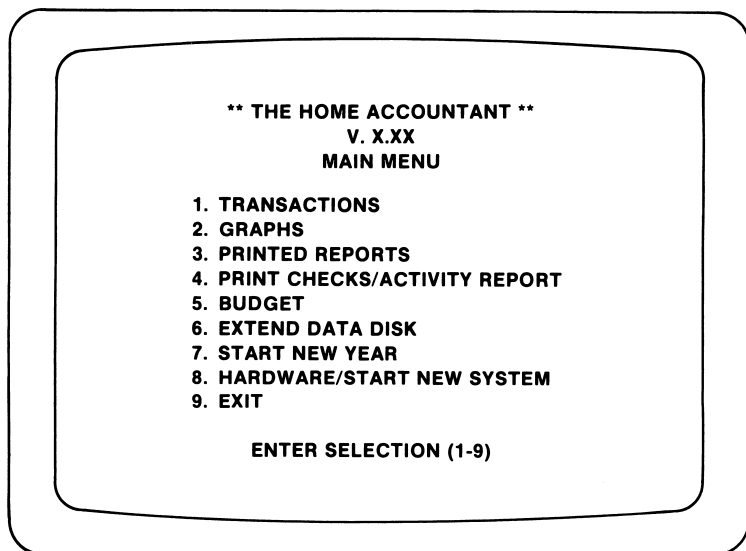 ** THE HOME ACCOUNTANT **
V. X.XX
MAIN MENU
1. TRANSACTIONS
2. GRAPHS
3. PRINTED REPORTS
4. PRINT CHECKS/ACTIVITY REPORT
5. BUDGET
6. EXTEND DATA DISK
7. START NEW YEAR
8. HARDWARE/START NEW SYSTEM
9. EXIT
ENTER SELECTION (1-9)